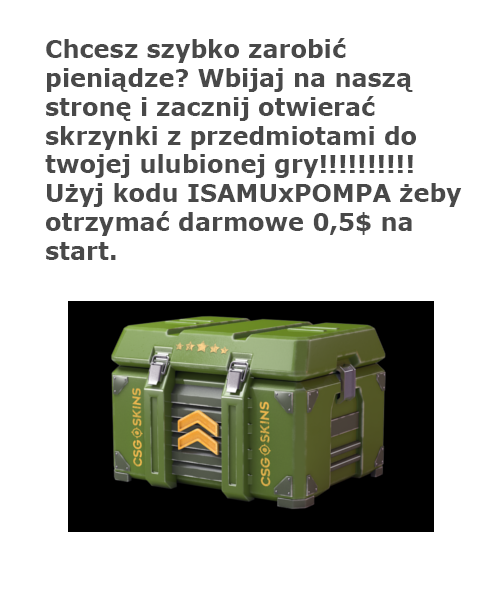 Chcesz szybko zarobić
pieniądze? Wbijaj na naszą
stronę i zacznij otwierać
skrzynki z przedmiotami do
twojej ulubionej gry!!!!!!!!!!
Użyj kodu ISAMUxPOMPA żeby
otrzymać darmowe 0,5$ na
start.
CSG SKINS
CSG SKINS